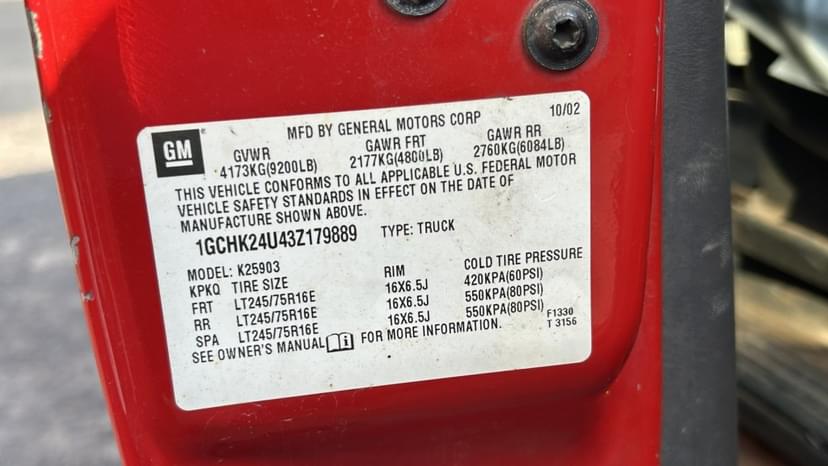 10/02
MFD BY GENERAL MOTORS CORP
GM
GVWR GAWR FRT GAWR RR
4173KG(9200LB) 2177KG(4800LB) 2760KG(6084LB)
THIS VEHICLE CONFORMS TO ALL APPLICABLE U.S. FEDERAL MOTOR
VEHICLE SAFETY STANDARDS IN EFFECT ON THE DATE OF
MANUFACTURE SHOWN ABOVE.
1GCHK24U43Z179889 TYPE: TRUCK
MODEL: K25903
KPKQ TIRE SIZE RIM COLD TIRE PRESSURE
FRT LT245/75R16E 16X6.5J 420KPA(60PSI)
RR LT245/75R16E 16X6.5J 550KPA(80PSI)
SPA LT245/75R16E 16X6.5J 550KPA(80PSI)
SEE OWNER'S MANUAL FOR MORE INFORMATION.
F1330
T 3156